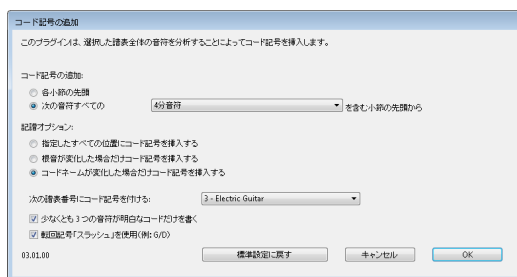 コード記号の追加
このプラグインは、選択した譜表全体の音符を分析することによってコード記号を挿入します。
コード記号の追加:
各小節の先頭
次の音符すべての 4分音符 を含む小節の先頭から
記譜オプション:
指定したすべての位置にコード記号を挿入する
根音が変化した場合だけコード記号を挿入する
コードネームが変化した場合だけコード記号を挿入する
次の譜表番号にコード記号を付ける: 3 - Electric Guitar
少なくとも3つの音符が明白なコードだけを書く
転回記号「スラッシュ」を使用(例: G/D)
03.01.00 標準設定に戻す キャンセル OK